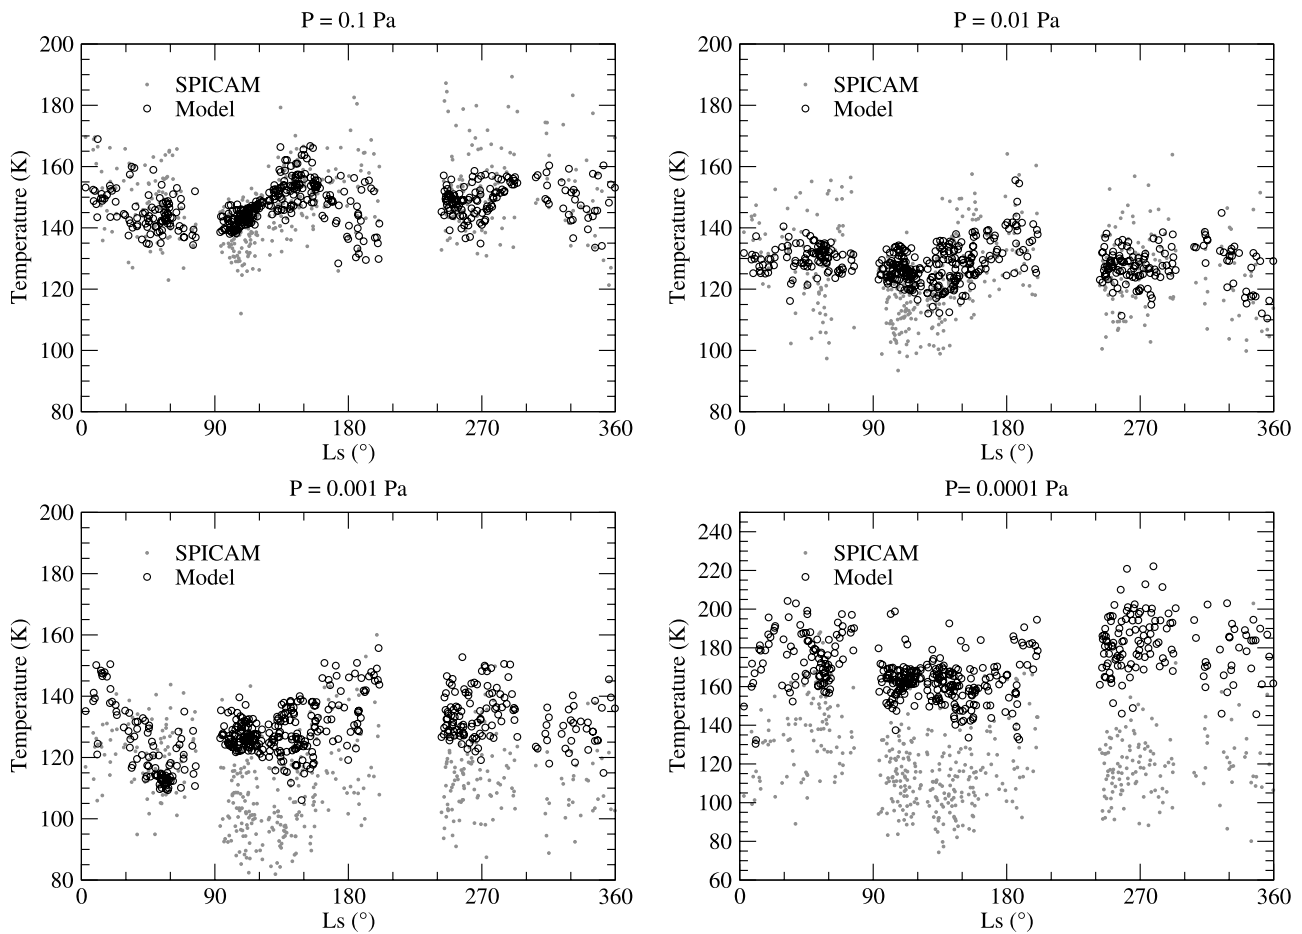 P = 0.1 Pa
200
180
160
140
120
100
80
Temperature (K)
SPICAM
Model
0 90 180 270 360
Ls (°)
P = 0.01 Pa
200
180
160
140
120
100
80
Temperature (K)
SPICAM
Model
0 90 180 270 360
Ls (°)
P = 0.001 Pa
200
180
160
140
120
100
80
Temperature (K)
SPICAM
Model
0 90 180 270 360
Ls (°)
P= 0.0001 Pa
240
220
200
180
160
140
120
100
80
60
Temperature (K)
SPICAM
Model
0 90 180 270 360
Ls (°)